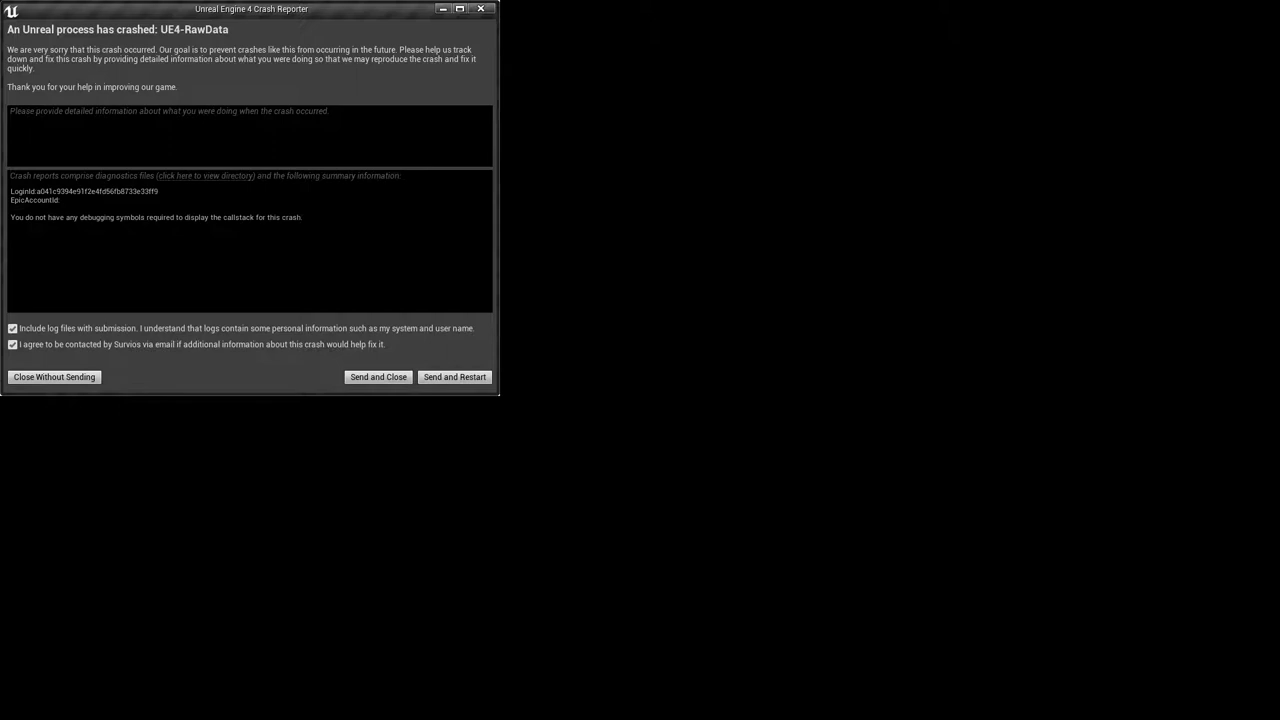 Unreal Engine 4 Crash Reporter
An Unreal process has crashed: UE4-RawData
We are very sorry that this crash occurred. Our goal is to prevent crashes like this from occurring in the future. Please help us track
down and fix this crash by providing detailed information about what you were doing so that we may reproduce the crash and fix it
quickly.
Thank you for your help in improving our game.
Please provide detailed information about what you were doing when the crash occurred.
Crash reports comprise diagnostics files (click here to view directory) and the following summary information:
LoginId:a041c9394e91f2e4fd56fb8733e33ff9
EpicAccountId:
You do not have any debugging symbols required to display the callstack for this crash.
Include log files with submission. I understand that logs contain some personal information such as my system and user name.
I agree to be contacted by Survios via email if additional information about this crash would help fix it.
Close Without Sending Send and Close Send and Restart